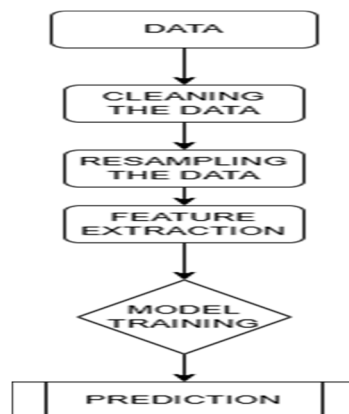 DATA
CLEANING
THE DATA
RESAMPLING
THE DATA
FEATURE
EXTRACTION
MODEL
TRAINING
PREDICTION